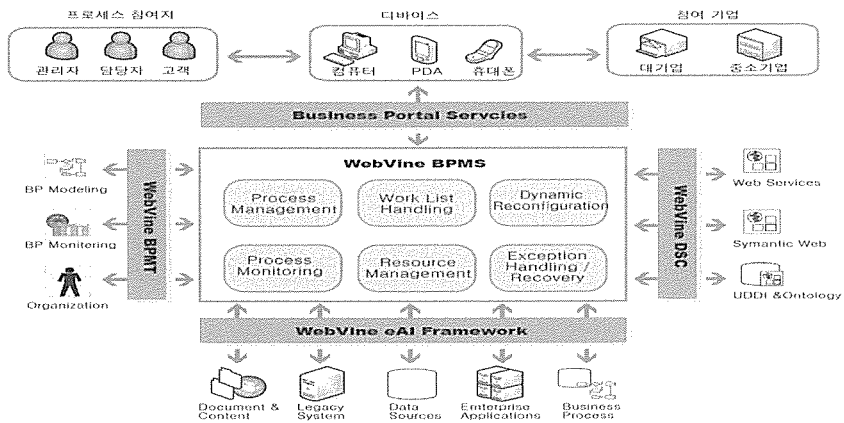 프로세스 참여자
디바이스
참여 기업
관리자
담당자
고객
컴퓨터
PDA
휴대폰
대기업
중소기업
Business Portal Servcies
WebVine BPMS
WebVine BPMT
WebVine DSC
BP Modeling
BP Monitoring
Organization
Process
Management
Work List
Handling
Dynamic
Reconfiguration
Process
Monitoring
Resource
Management
Exception
Handling /
Recovery
Web Services
Symantic Web
UDDI &Ontology
WebVine eAI Framework
Document &
Content
Legacy
System
Data
Sources
Enterprise
Applications
Business
Process